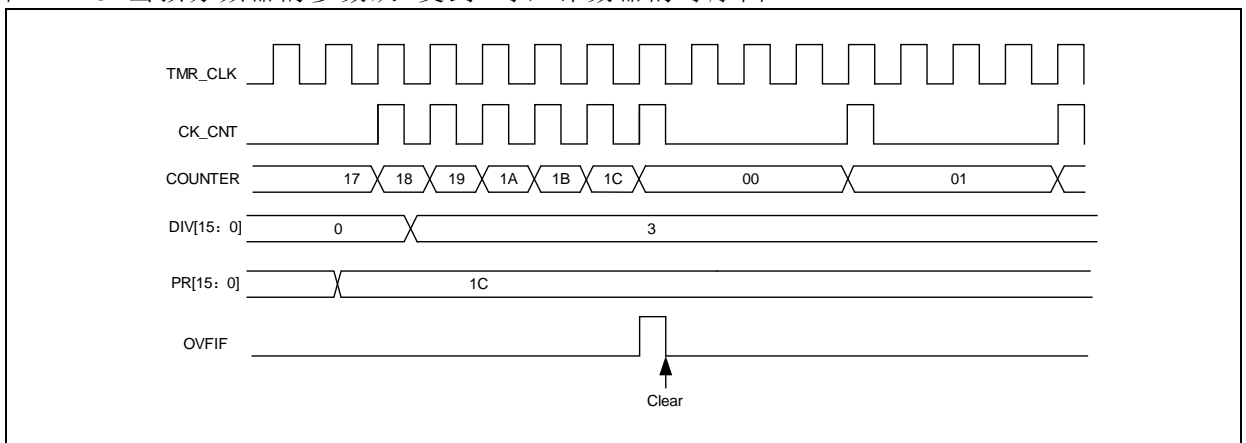 TMR_CLK
CK_CNT
COUNTER 17 18 19 1A 1B 1C 00 01
DIV[15：0] 0 3
PR[15：0] 1C
OVFIF
Clear